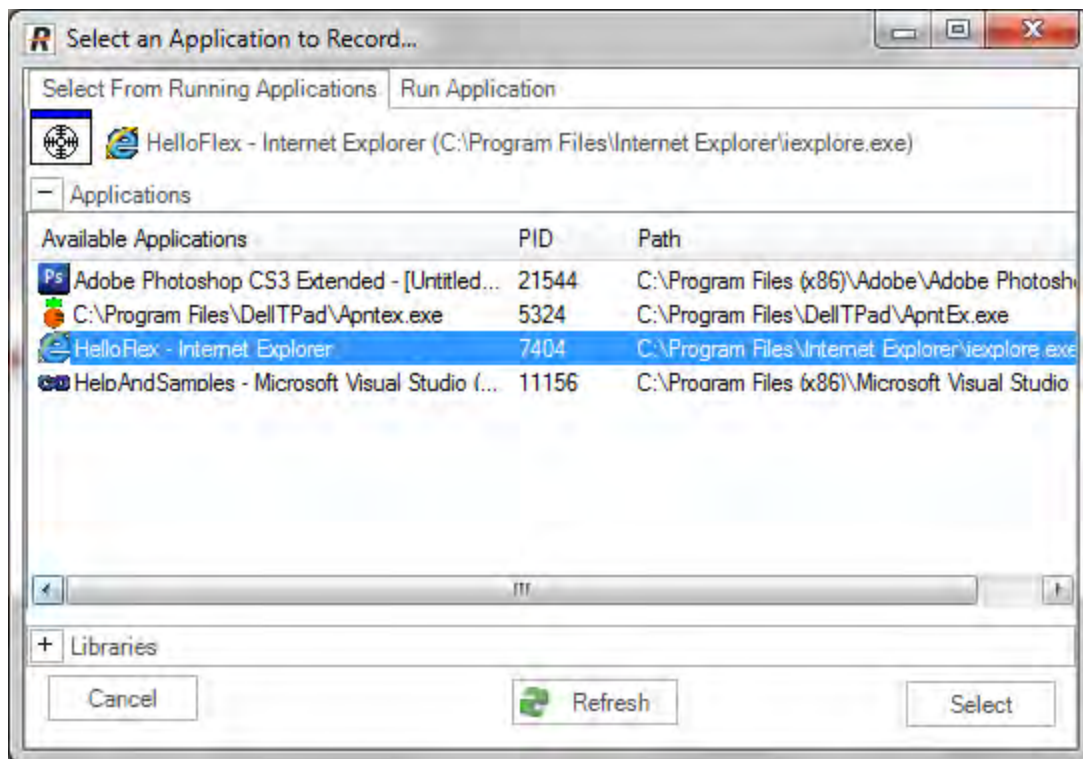 Select an Application to Record...
Select From Running Applications Run Application
HelloFlex - Internet Explorer (C:\Program Files\Internet Explorer\iexplore.exe)
Applications
Available Applications PID Path
Ps Adobe Photoshop CS3 Extended - [Untitled... 21544 C:\Program Files (x86)\Adobe\Adobe Photosh
C:\Program Files\DellTPad\Apntex.exe 5324 C:\Program Files\DellTPad\ApntEx.exe
HelloFlex - Internet Explorer 7404 C:\Program Files\Internet Explorer\iexplore.exe
HelpAndSamples - Microsoft Visual Studio (... 11156 C:\Program Files (x86)\Microsoft Visual Studio
Libraries
Cancel Refresh Select